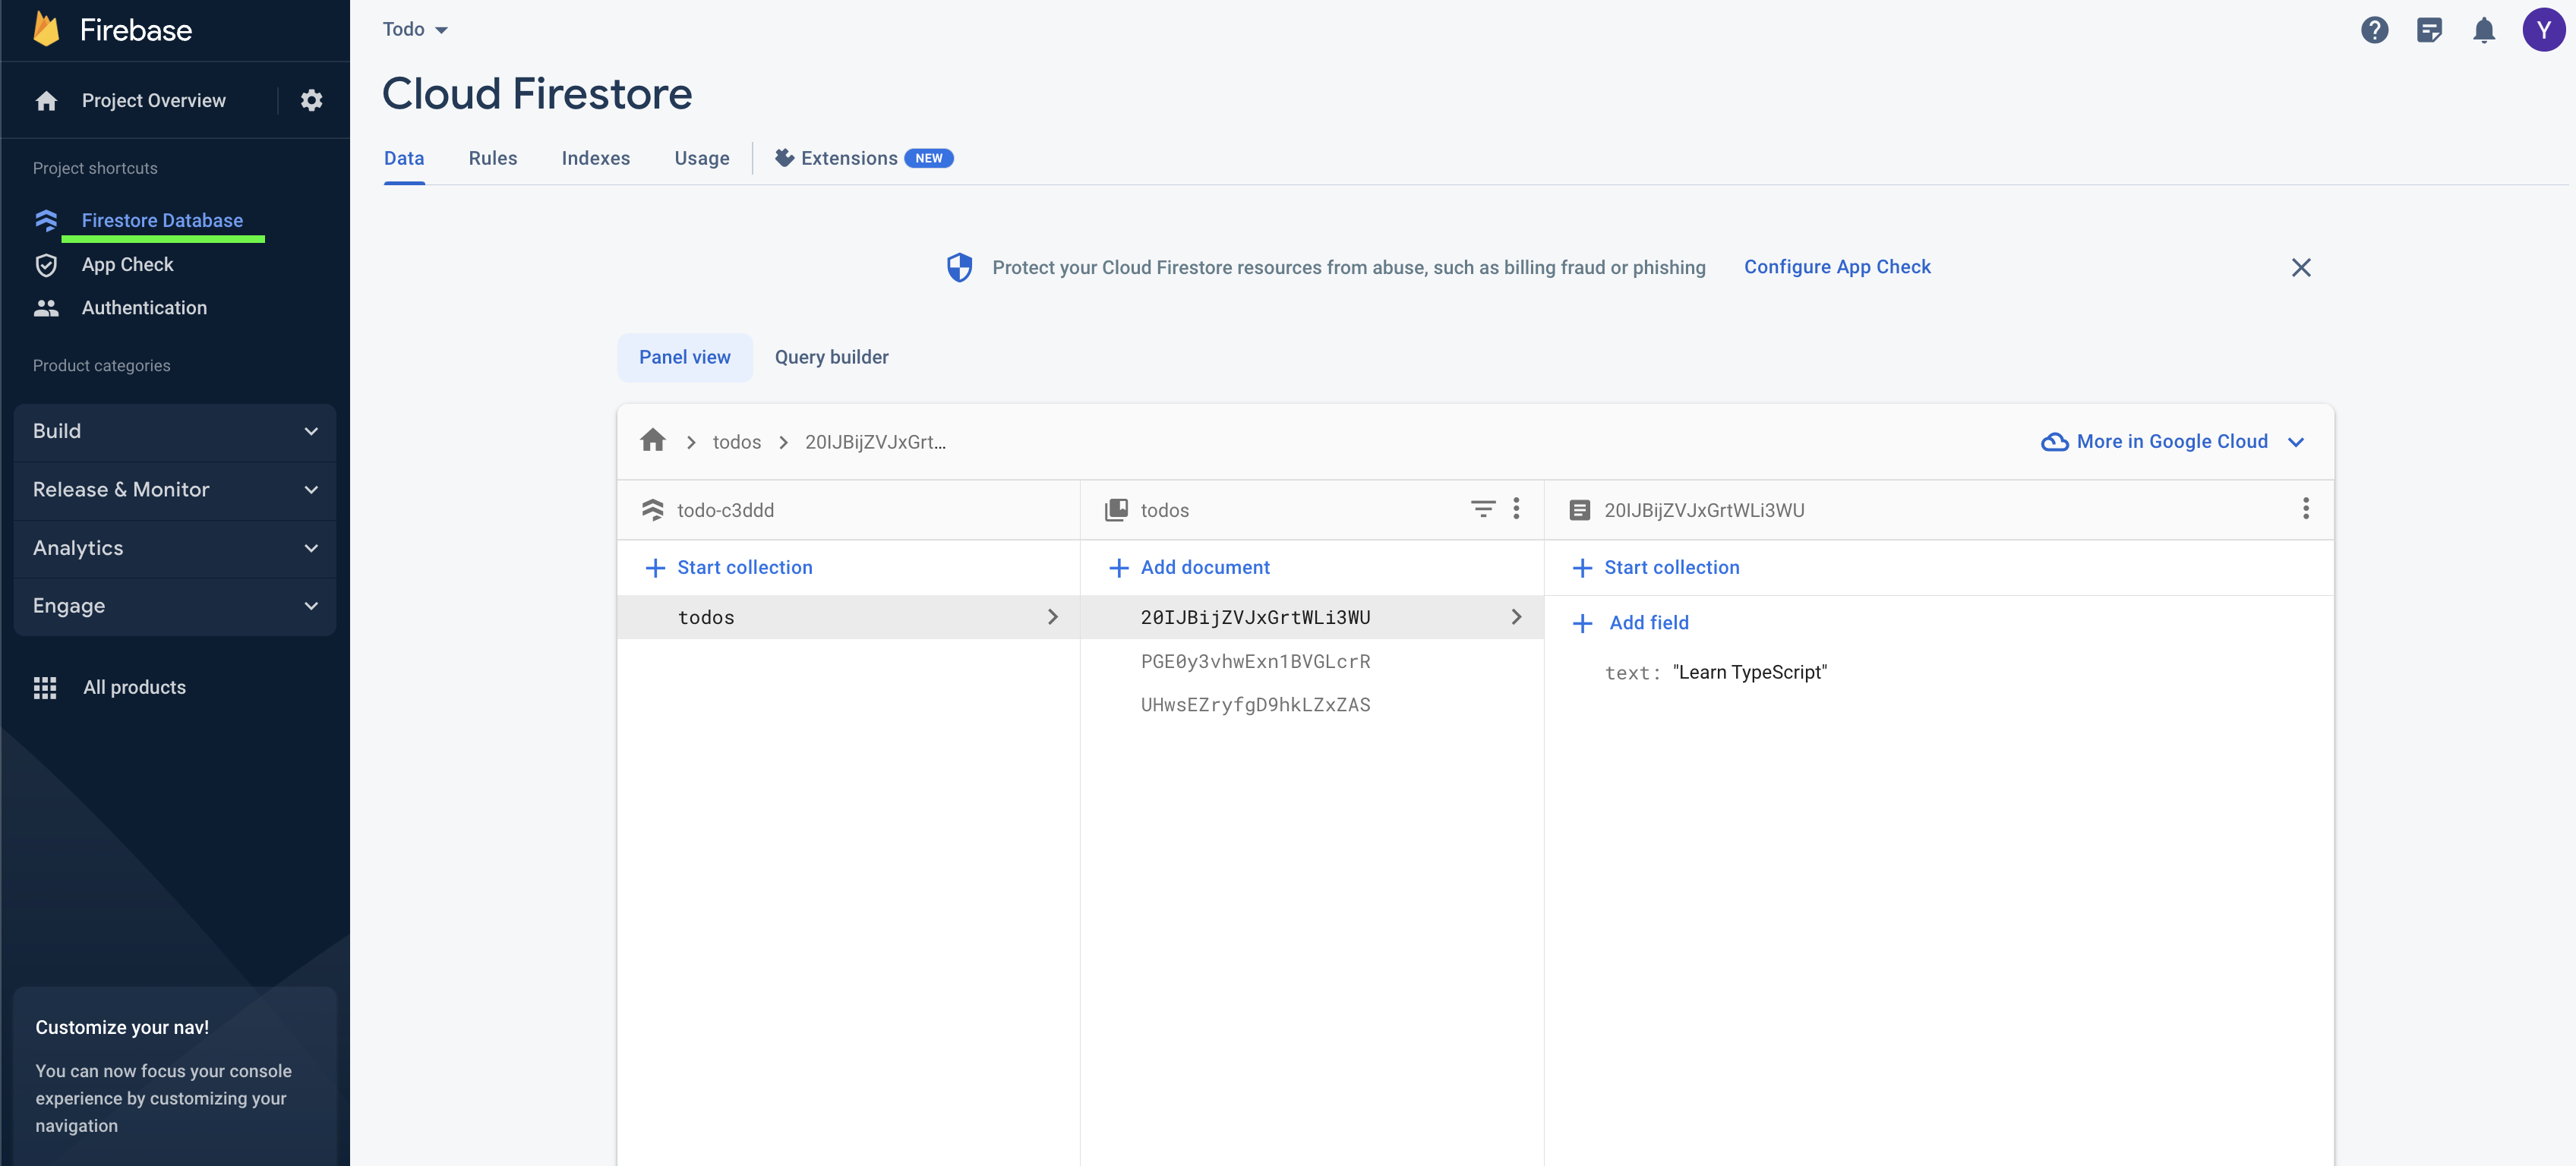 Firebase
Project Overview
Project shortcuts
Firestore Database
App Check
Authentication
Product categories
Build
Release & Monitor
Analytics
Engage
All products
Customize your nav!
You can now focus your console
experience by customizing your
navigation
Todo
Y
Cloud Firestore
Data Rules Indexes Usage Extensions NEW
Protect your Cloud Firestore resources from abuse, such as billing fraud or phishing Configure App Check
Panel view Query builder
todos 20IJBijZVJxGrt... More in Google Cloud
todo-c3ddd
Start collection
todos
todos
Add document
20IJBijZVJxGrtWLi3WU
PGE0y3vhwExn1BVGLcrR
UHwsEZryfgD9hkLZxZAS
20IJBijZVJxGrtWLi3WU
Start collection
Add field
text: "Learn TypeScript"